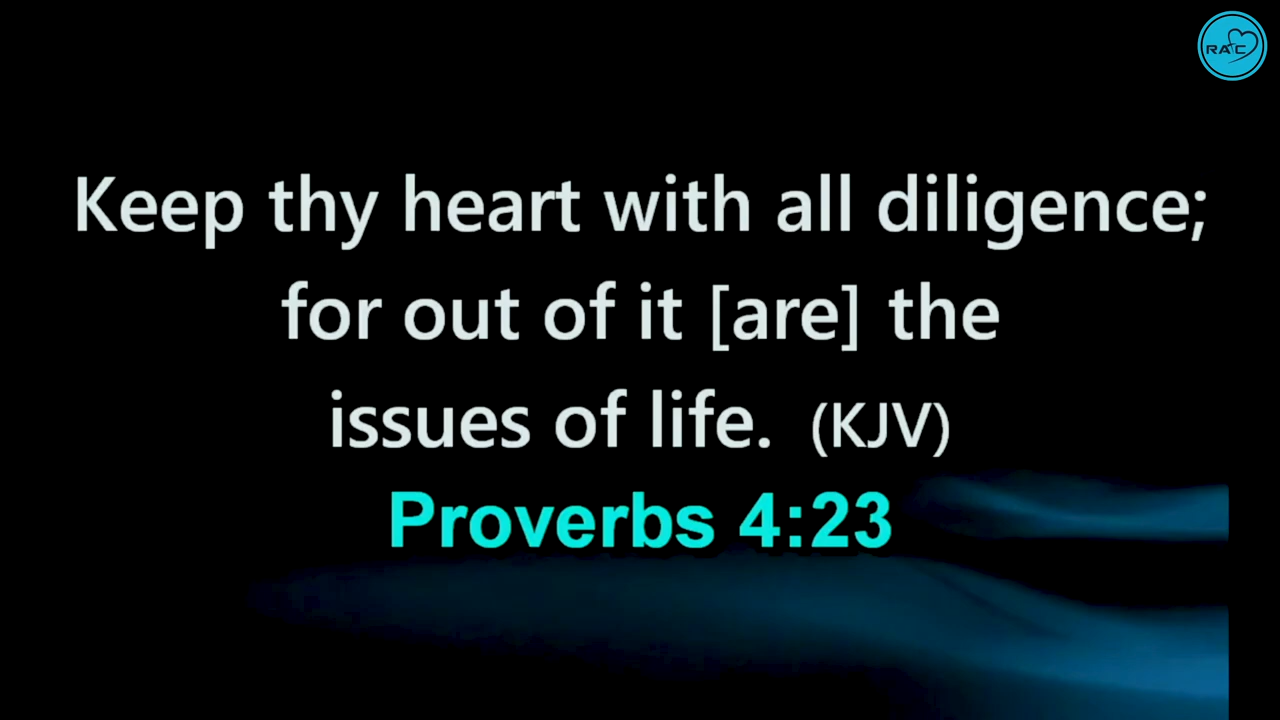 RAC
Keep thy heart with all diligence;
for out of it [are] the
issues of life. (KJV)
Proverbs 4:23